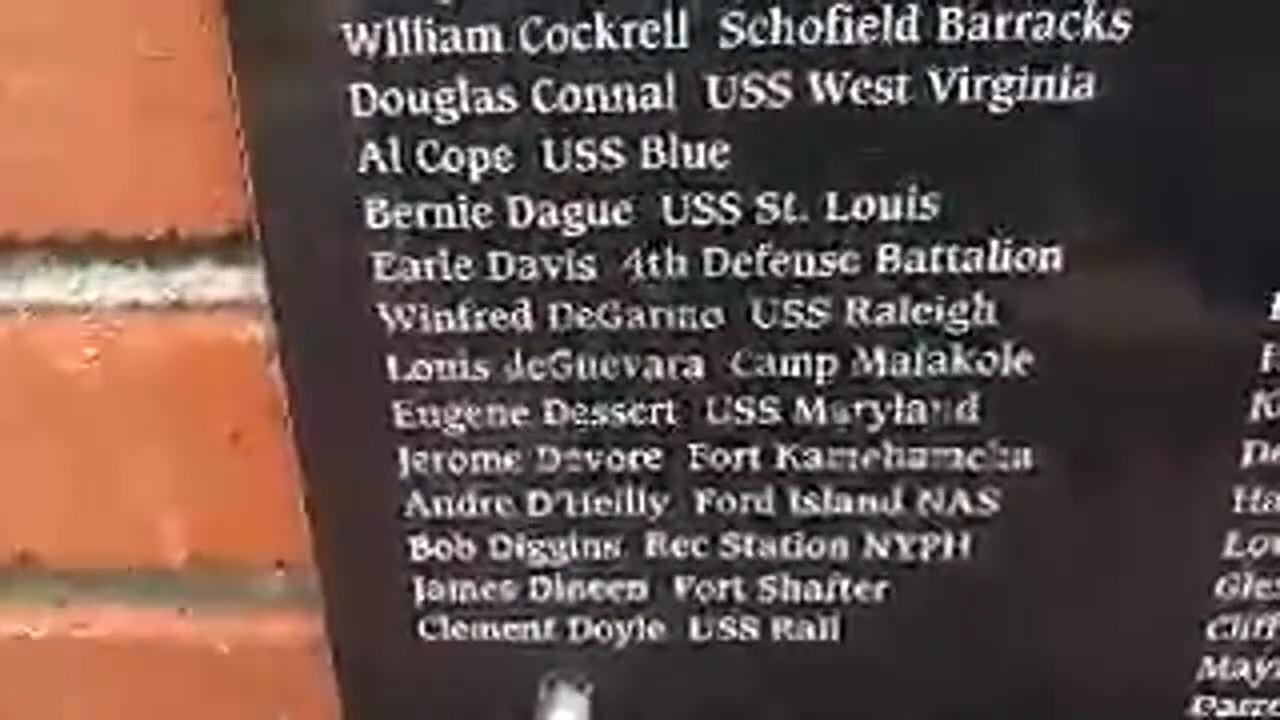 William Cockrell Schofield Barracks
Douglas Connal USS West Virginia
Al Cope USS Blue
Bernie Dague USS St. Louis
Earle Davis 4th Defense Battalion
Winfred DeGarmo USS Raleigh
Louis deGuevara Camp Malakole
Eugene Dessert USS Maryland
Jerome Devore Fort Kamehameha
Andre D'Heilly Ford Island NAS
Bob Diggins Rec Station NYPH
James Dineen Fort Shafter
Clement Doyle USS Rall